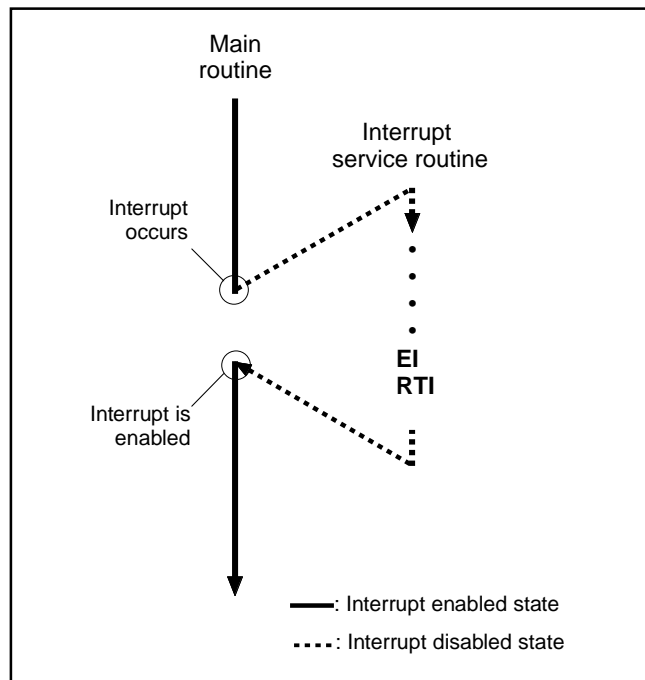 Main
routine
Interrupt
service routine
Interrupt
occurs
EI
RTI
Interrupt is
enabled
: Interrupt enabled state
: Interrupt disabled state